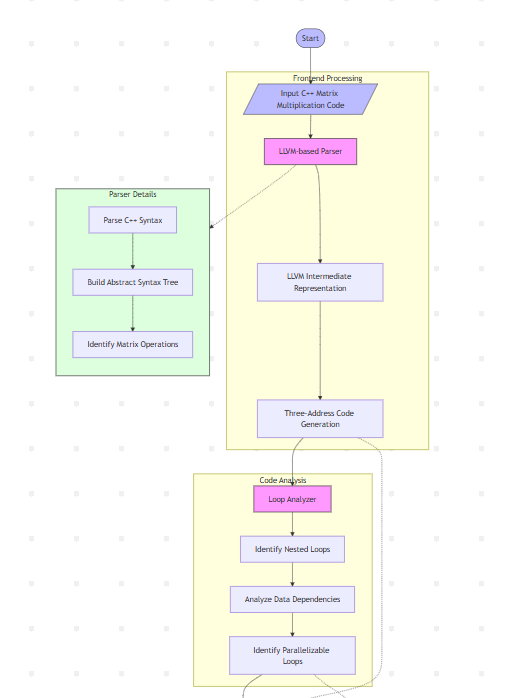 Start
Frontend Processing
Input C++ Matrix
Multiplication Code
LLVM-based Parser
Parser Details
Parse C++ Syntax
Build Abstract Syntax Tree
Identify Matrix Operations
LLVM Intermediate
Representation
Three-Address Code
Generation
Code Analysis
Loop Analyzer
Identify Nested Loops
Analyze Data Dependencies
Identify Parallelizable
Loops